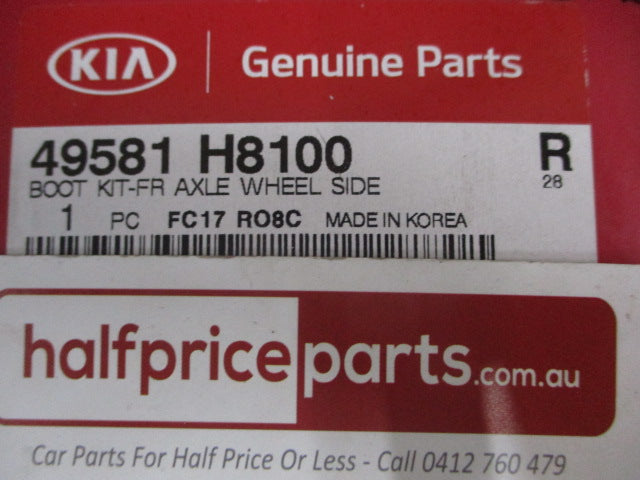 KIA Genuine Parts
49581 H8100 R
BOOT KIT-FR AXLE WHEEL SIDE 28
1 PC FC17 RO8C MADE IN KOREA
halfpriceparts.com.au
Car Parts For Half Price Or Less - Call 0412 760 479